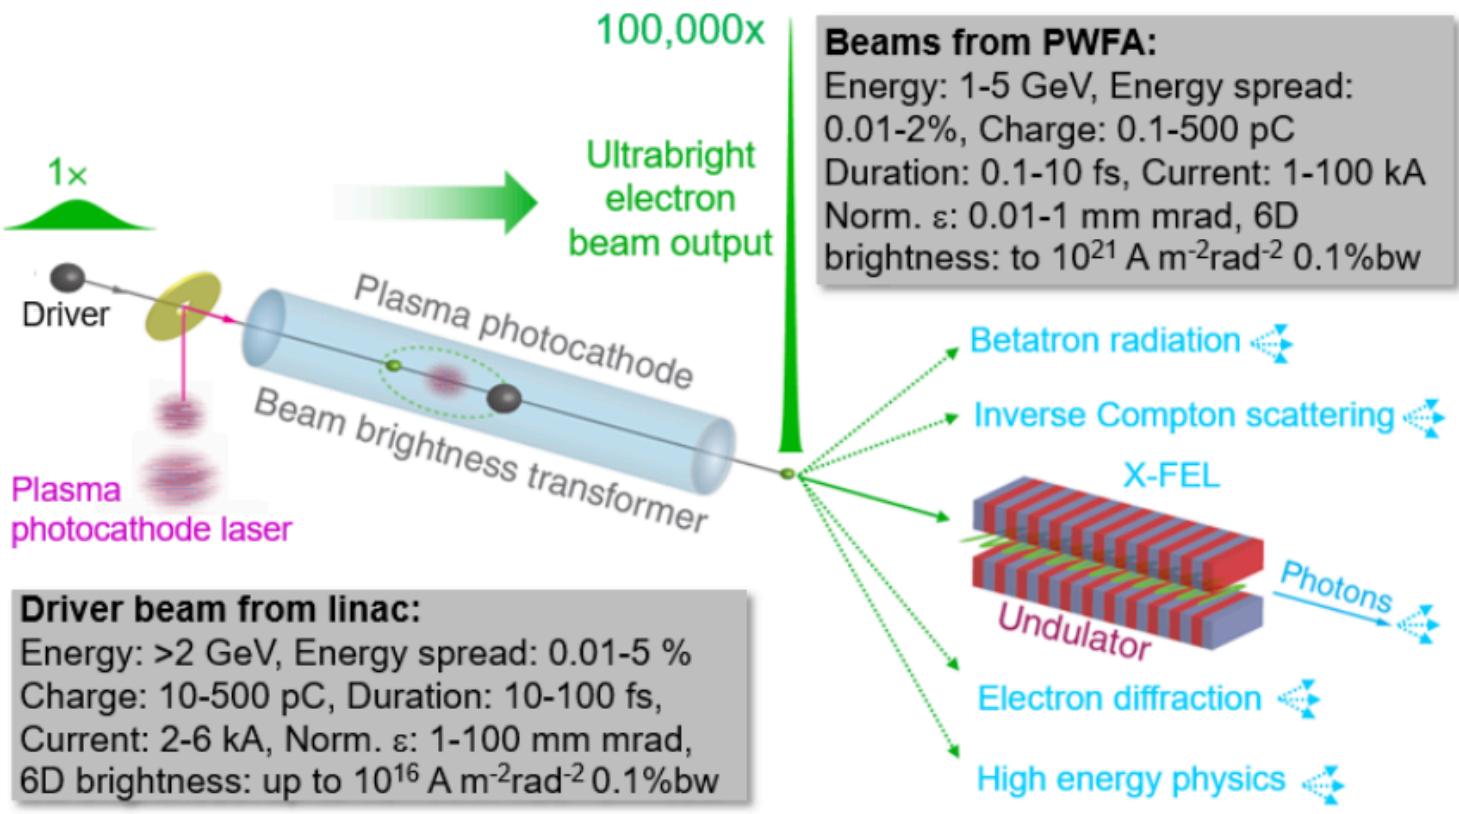 100,000x
Beams from PWFA:
Energy: 1-5 GeV, Energy spread:
0.01-2%, Charge: 0.1-500 pC
Duration: 0.1-10 fs, Current: 1-100 kA
Norm. ε: 0.01-1 mm mrad, 6D
brightness: to 10²¹ A m⁻²rad⁻² 0.1%bw
1×
Ultrabright
electron
beam output
Driver
Plasma photocathode
Beam brightness transformer
Plasma
photocathode laser
Betatron radiation
Inverse Compton scattering
X-FEL
Undulator
Photons
Electron diffraction
High energy physics
Driver beam from linac:
Energy: >2 GeV, Energy spread: 0.01-5 %
Charge: 10-500 pC, Duration: 10-100 fs,
Current: 2-6 kA, Norm. ε: 1-100 mm mrad,
6D brightness: up to 10¹⁶ A m⁻²rad⁻² 0.1%bw